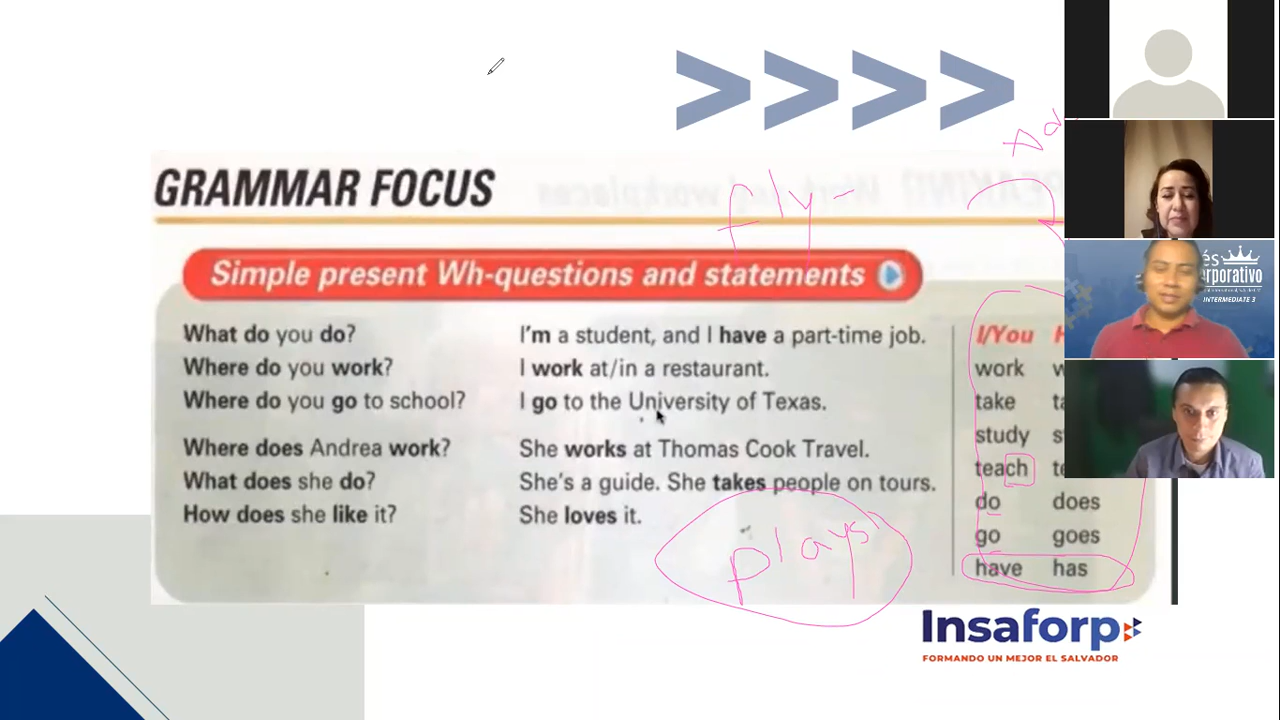 GRAMMAR FOCUS
fly
Simple present Wh-questions and statements
What do you do? I'm a student, and I have a part-time job. I/You
Where do you work? I work at/in a restaurant. work
Where do you go to school? I go to the University of Texas. take
study
Where does Andrea work? She works at Thomas Cook Travel.
teach
What does she do? She's a guide. She takes people on tours.
do does
How does she like it? She loves it.
go goes
plays
have has
Insaforp
FORMANDO UN MEJOR EL SALVADOR
és
rporativo
INTERMEDIATE 3